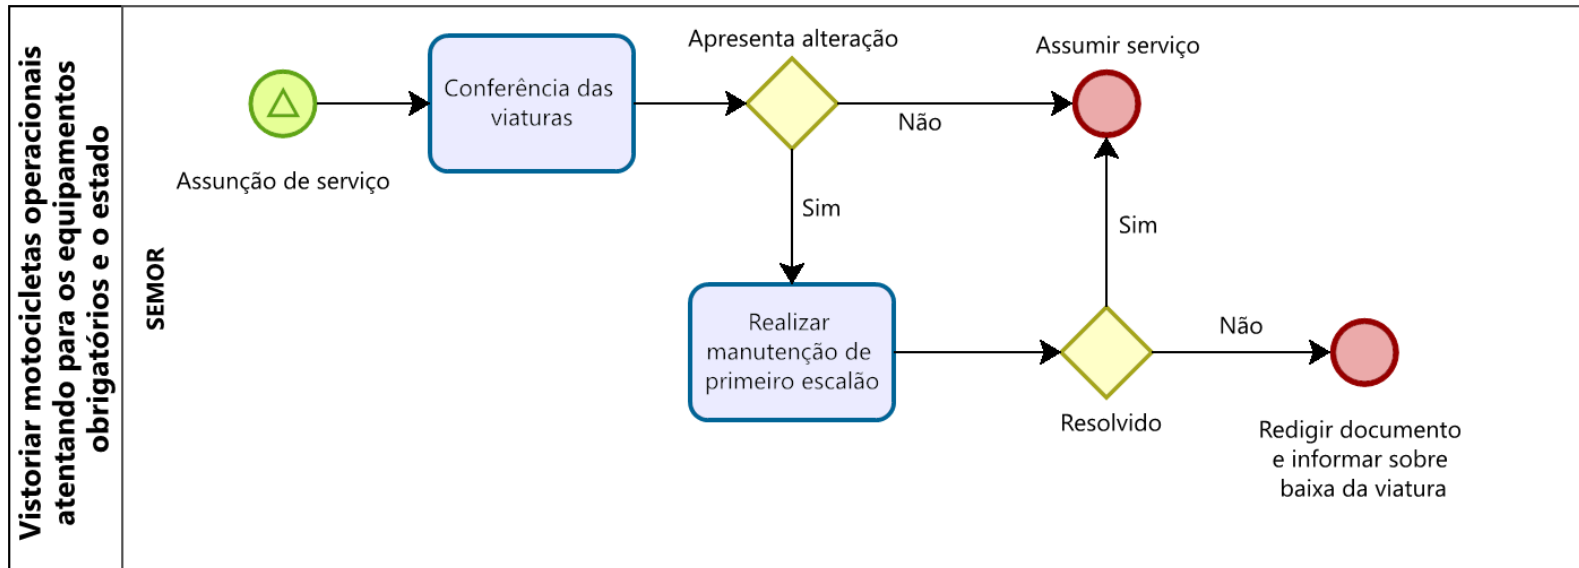 Vistoriar motocicletas operacionais
atentando para os equipamentos
obrigatórios e o estado
SEMOR
Assunção de serviço
Conferência das
viaturas
Apresenta alteração
Não
Assumir serviço
Sim
Realizar
manutenção de
primeiro escalão
Sim
Resolvido
Não
Redigir documento
e informar sobre
baixa da viatura